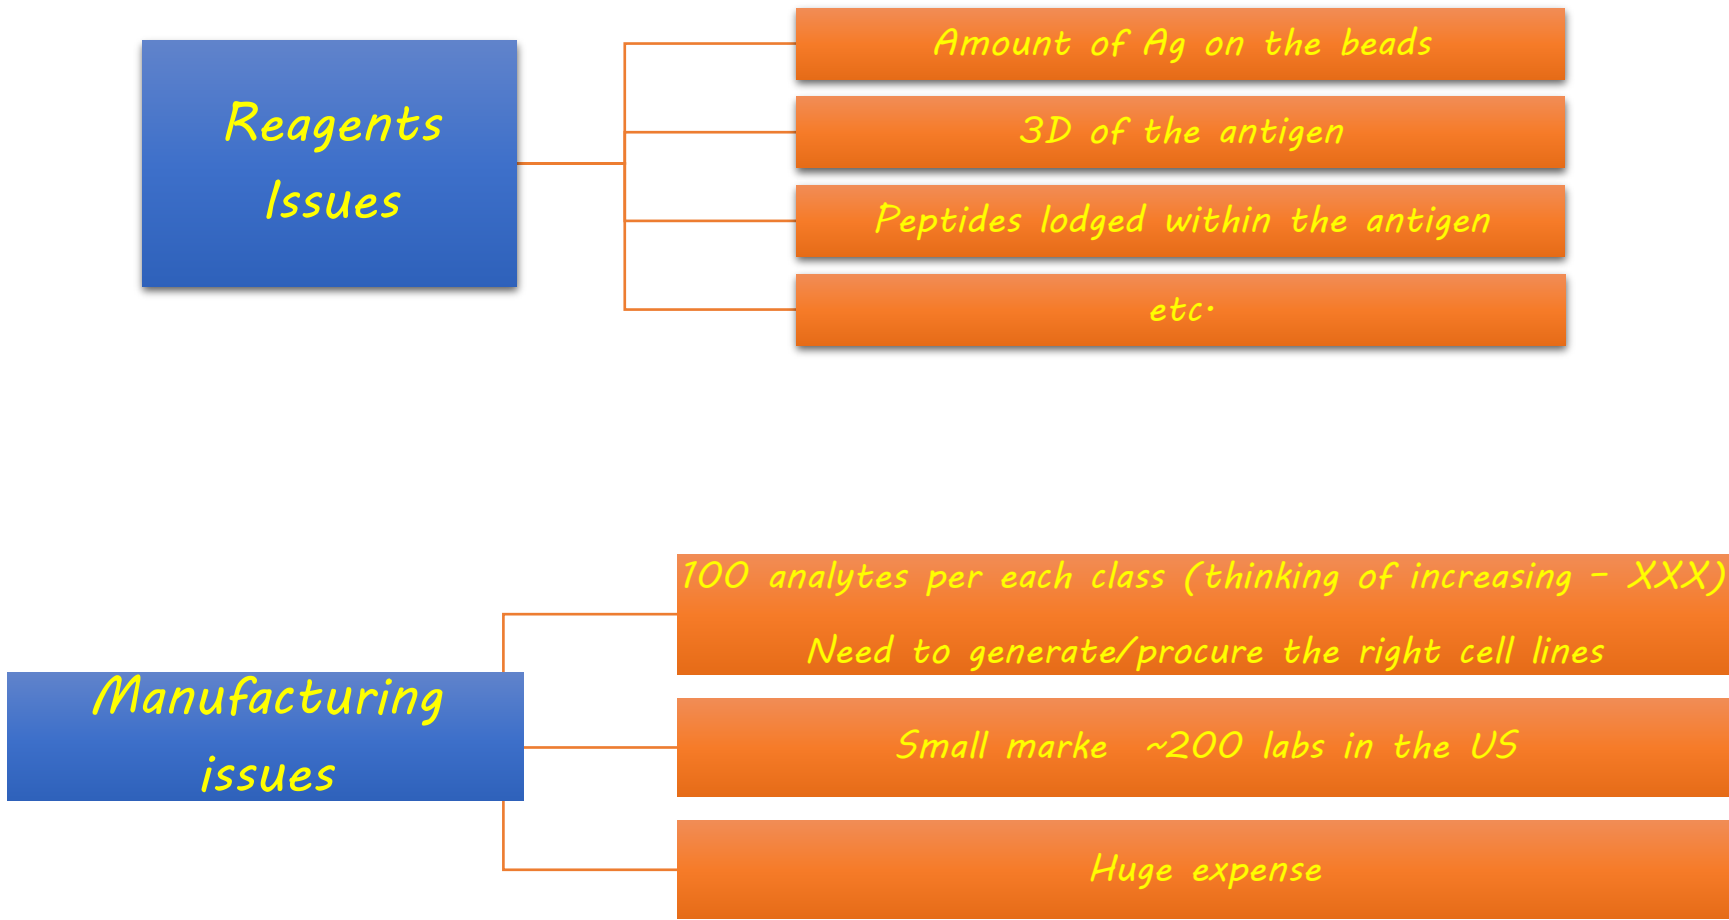 Reagents
Issues
Amount of Ag on the beads
3D of the antigen
Peptides lodged within the antigen
etc.
Manufacturing
issues
100 analytes per each class (thinking of increasing – XXX)
Need to generate/procure the right cell lines
Small marke ~200 labs in the US
Huge expense